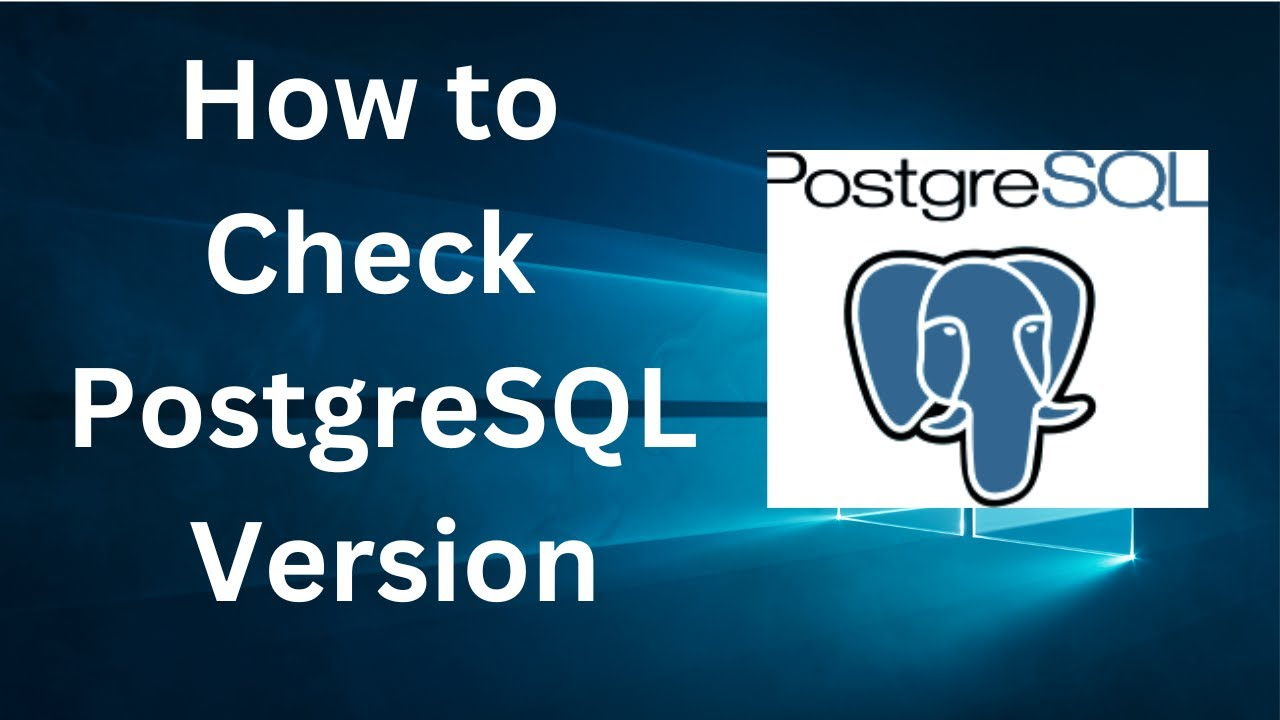 How to
Check
PostgreSQL
Version
PostgreSQL